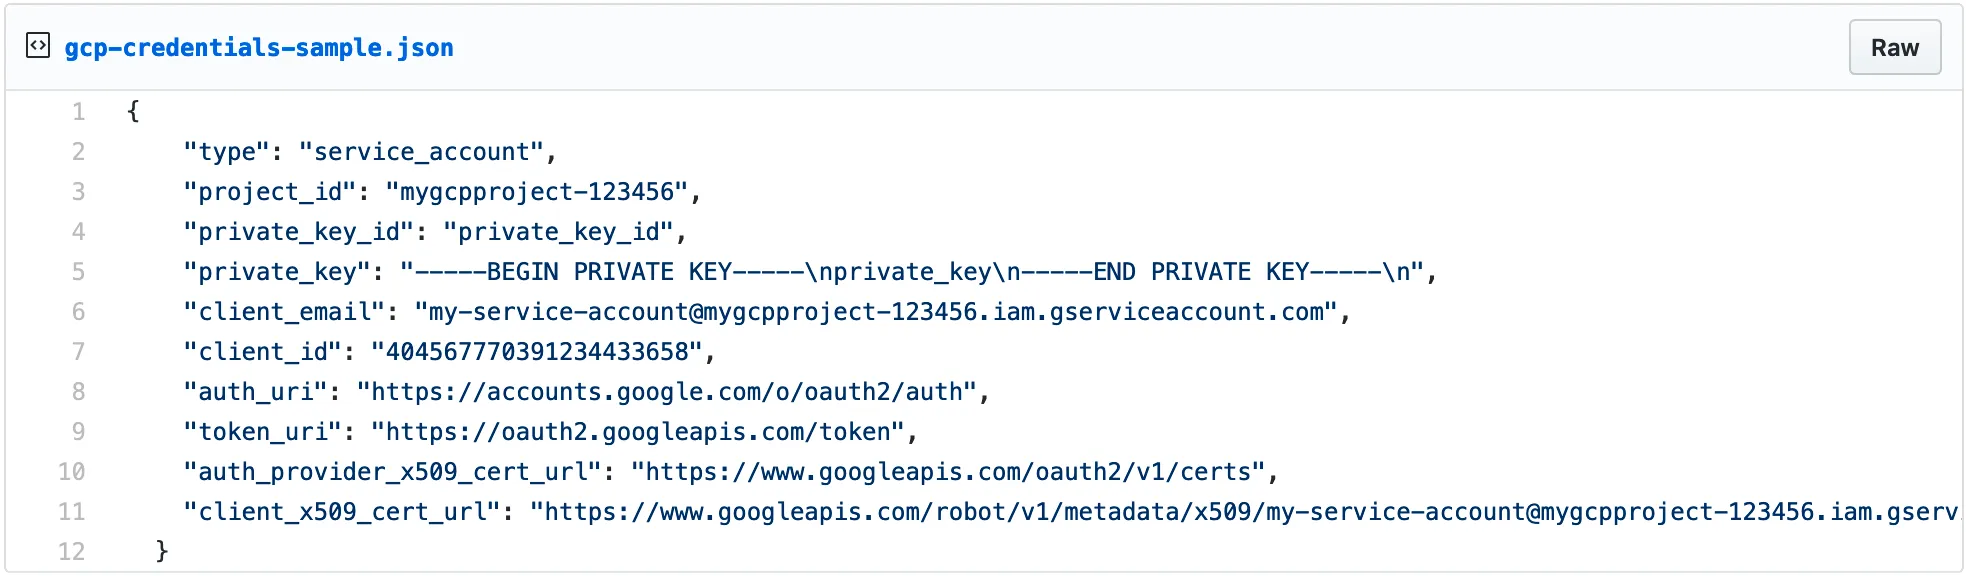 gcp-credentials-sample.json
Raw
1 {
2 "type": "service_account",
3 "project_id": "mygcpproject-123456",
4 "private_key_id": "private_key_id",
5 "private_key": "-----BEGIN PRIVATE KEY-----\nprivate_key\n-----END PRIVATE KEY-----\n",
6 "client_email": "my-service-account@mygcpproject-123456.iam.gserviceaccount.com",
7 "client_id": "404567770391234433658",
8 "auth_uri": "https://accounts.google.com/o/oauth2/auth",
9 "token_uri": "https://oauth2.googleapis.com/token",
10 "auth_provider_x509_cert_url": "https://www.googleapis.com/oauth2/v1/certs",
11 "client_x509_cert_url": "https://www.googleapis.com/robot/v1/metadata/x509/my-service-account@mygcpproject-123456.iam.gserv
12 }